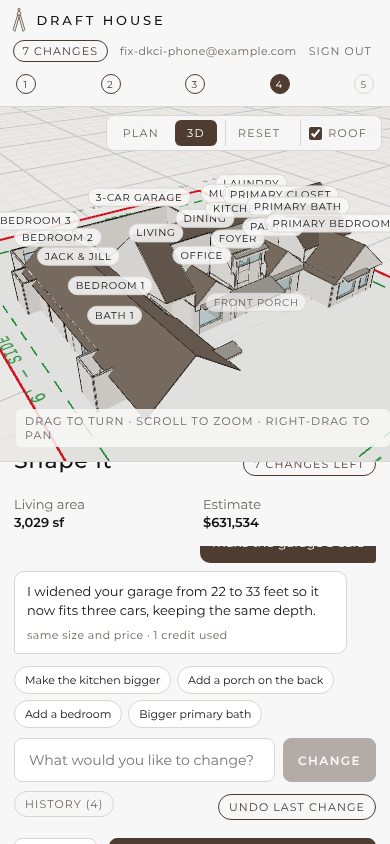 DRAFT HOUSE
7 CHANGES
fix-dkci-phone@example.com
SIGN OUT
1
2
3
4
5
PLAN
3D
RESET
ROOF
LAUNDRY
3-CAR GARAGE
PRIMARY CLOSET
KITCH
PRIMARY BATH
DINING
BEDROOM 3
PRIMARY BEDROOM
LIVING
BEDROOM 2
FOYER
JACK & JILL
OFFICE
BEDROOM 1
FRONT PORCH
BATH 1
SIDE
DRAG TO TURN · SCROLL TO ZOOM · RIGHT-DRAG TO
PAN
Shape it
7 CHANGES LEFT
Living area
Estimate
3,029 sf
$631,534
I widened your garage from 22 to 33 feet so it
now fits three cars, keeping the same depth.
same size and price · 1 credit used
Make the kitchen bigger
Add a porch on the back
Add a bedroom
Bigger primary bath
What would you like to change?
CHANGE
HISTORY (4)
UNDO LAST CHANGE